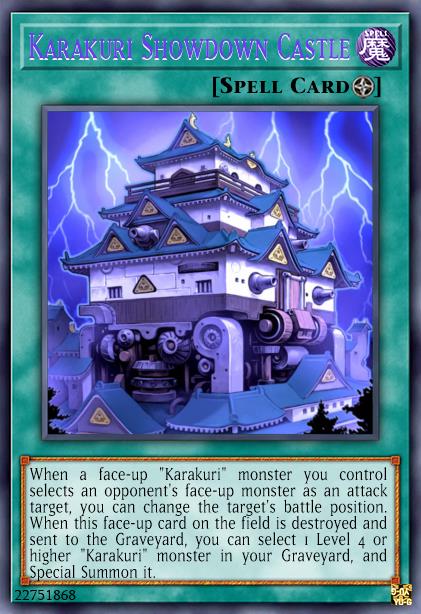 Karakuri Showdown Castle
SPELL
魔
[Spell Card]
When a face-up "Karakuri" monster you control
selects an opponent's face-up monster as an attack
target, you can change the target's battle position.
When this face-up card on the field is destroyed and
sent to the Graveyard, you can select 1 Level 4 or
higher "Karakuri" monster in your Graveyard, and
Special Summon it.
22751868